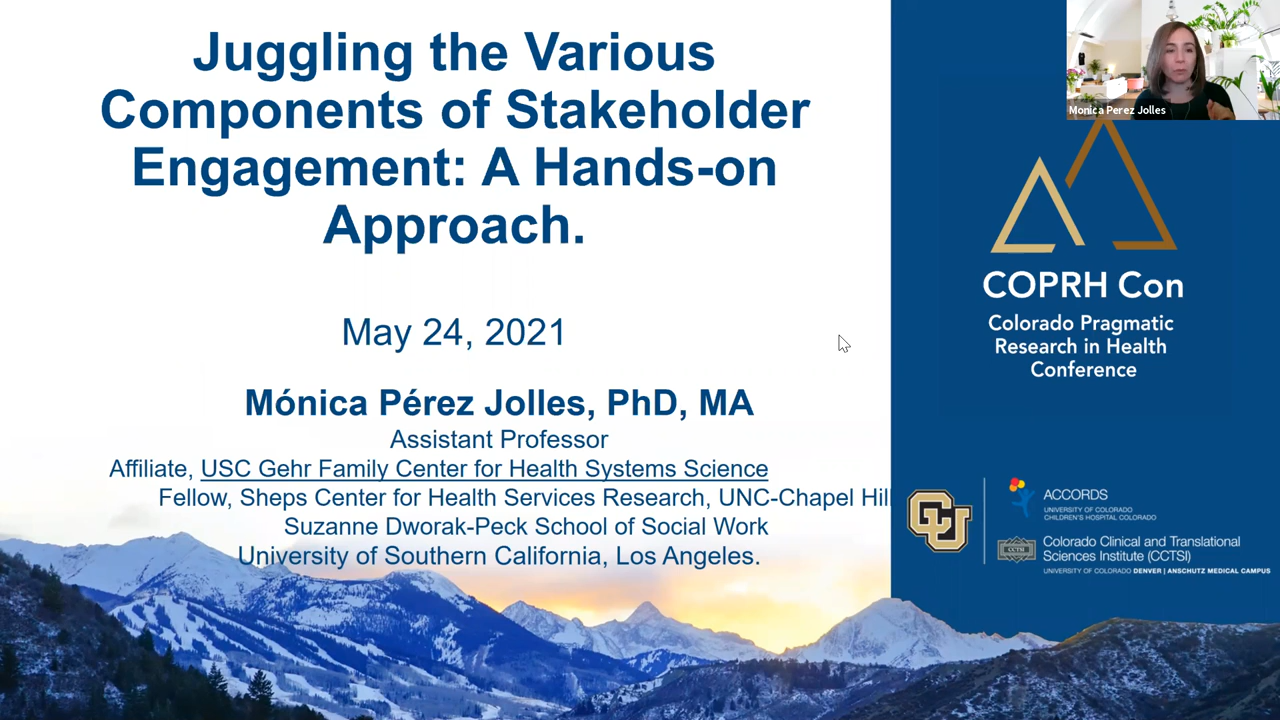 Juggling the Various
Components of Stakeholder
Engagement: A Hands-on
Approach.
May 24, 2021
Mónica Pérez Jolles, PhD, MA
Assistant Professor
Affiliate, USC Gehr Family Center for Health Systems Science
Fellow, Sheps Center for Health Services Research, UNC-Chapel Hill
Suzanne Dworak-Peck School of Social Work
University of Southern California, Los Angeles.
Monica Perez Jolles
COPRH Con
Colorado Pragmatic
Research in Health
Conference
CU
ACCORDS
UNIVERSITY OF COLORADO
CHILDREN'S HOSPITAL COLORADO
CCTSI
Colorado Clinical and Translational
Sciences Institute (CCTSI)
UNIVERSITY OF COLORADO DENVER | ANSCHUTZ MEDICAL CAMPUS